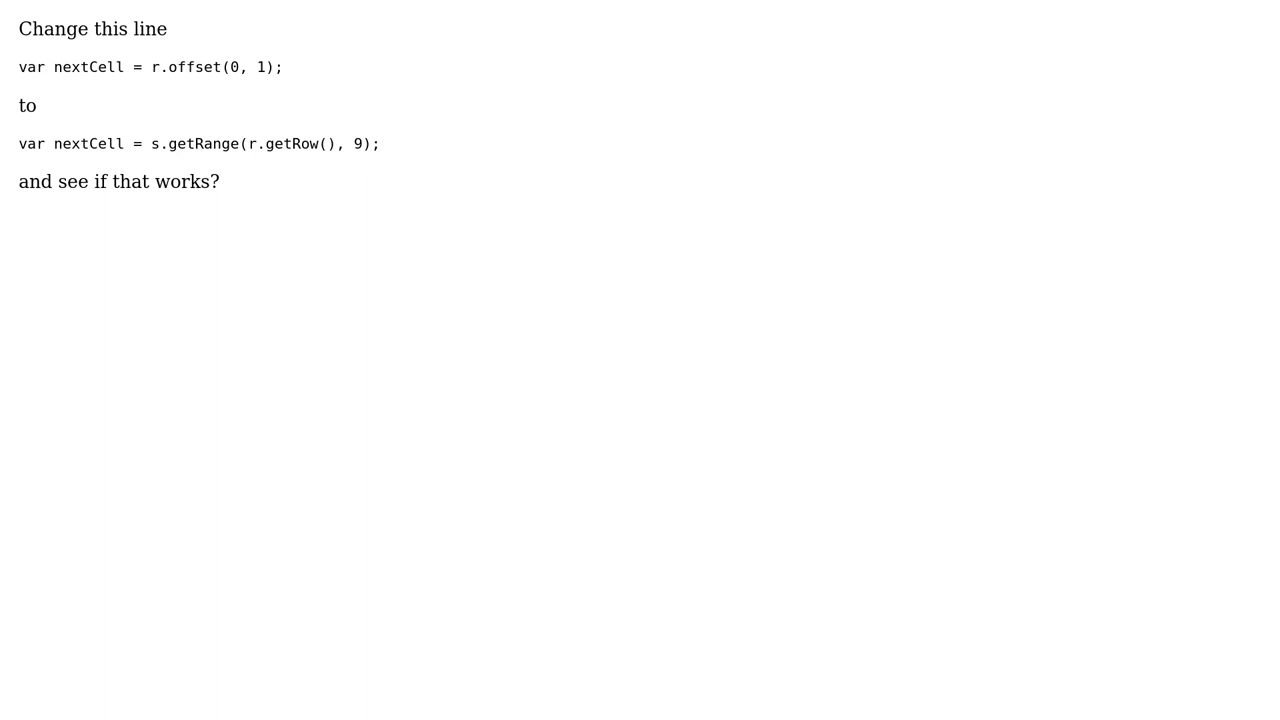 Change this line
var nextCell = r.offset(0, 1);
to
var nextCell = s.getRange(r.getRow(), 9);
and see if that works?